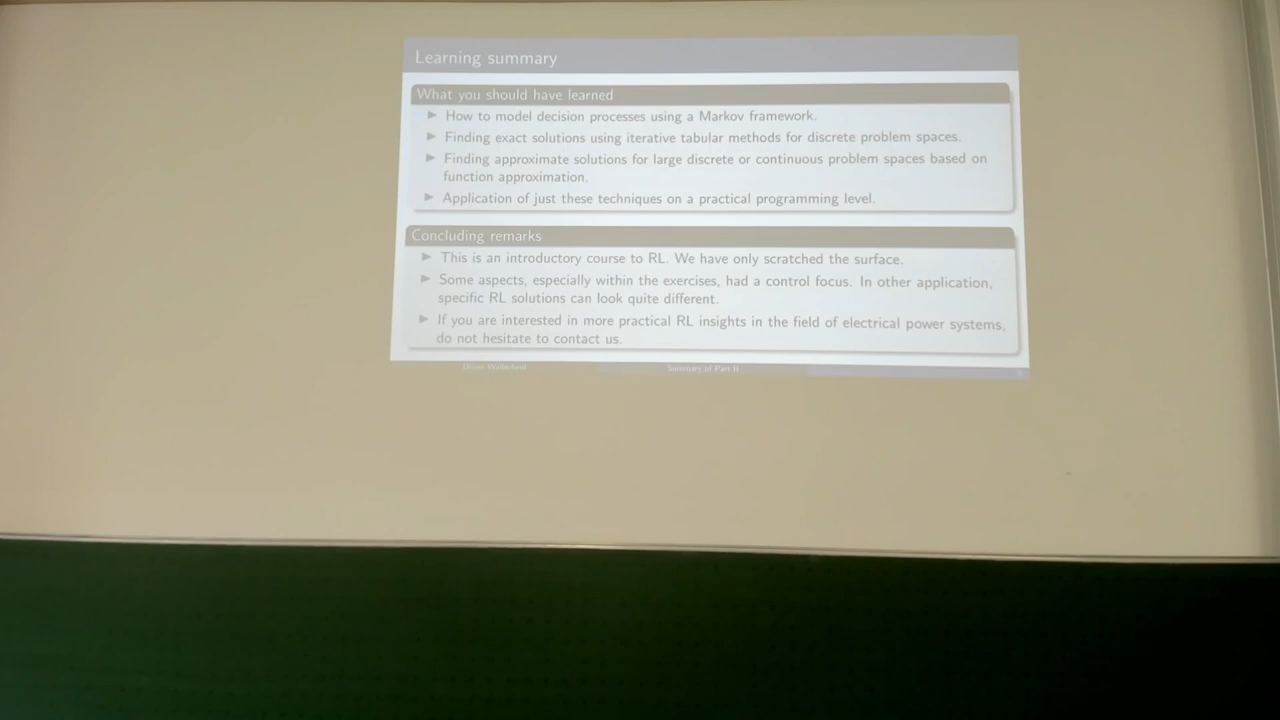 Learning summary
What you should have learned
How to model decision processes using a Markov framework.
Finding exact solutions using iterative tabular methods for discrete problem spaces.
Finding approximate solutions for large discrete or continuous problem spaces based on
function approximation.
Application of just these techniques on a practical programming level.
Concluding remarks
This is an introductory course to RL. We have only scratched the surface.
Some aspects, especially within the exercises, had a control focus. In other application,
specific RL solutions can look quite different.
If you are interested in more practical RL insights in the field of electrical power systems,
do not hesitate to contact us.
Oliver Wallscheid
Summary of Part II